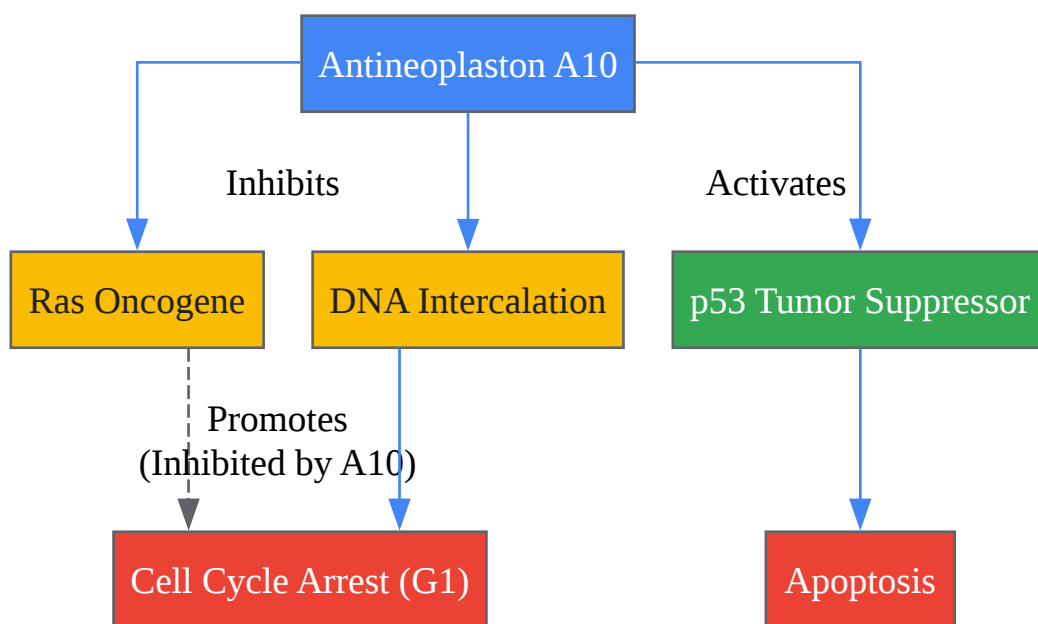 Antineoplaston A10
Inhibits
Activates
Ras Oncogene
DNA Intercalation
p53 Tumor Suppressor
Promotes
(Inhibited by A10)
Cell Cycle Arrest (G1)
Apoptosis